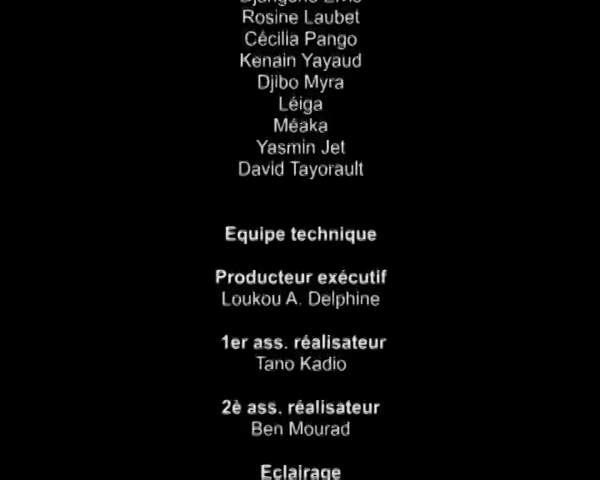 Rosine Laubet
Cécilia Pango
Kenain Yayaud
Djibo Myra
Léiga
Méaka
Yasmin Jet
David Tayorault
Equipe technique
Producteur exécutif
Loukou A. Delphine
1er ass. réalisateur
Tano Kadio
2è ass. réalisateur
Ben Mourad
Eclairage